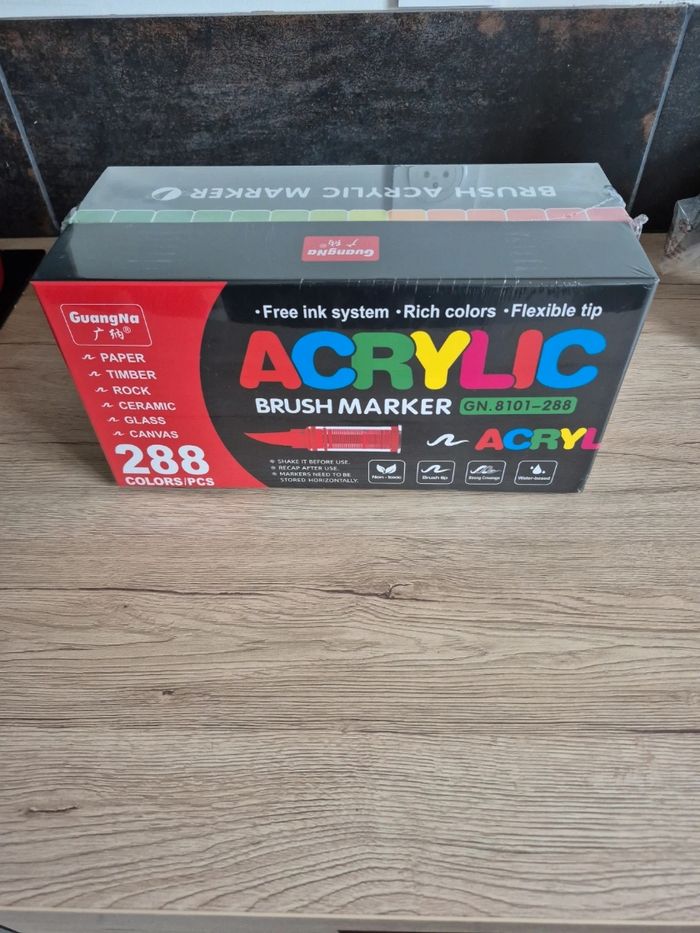 BRUSH ACRYLIC MARKER
GuangNa
广纳
GuangNa
广纳®
PAPER
TIMBER
ROCK
CERAMIC
GLASS
CANVAS
288
COLORS/PCS
•Free ink system •Rich colors •Flexible tip
ACRYLIC
BRUSH MARKER GN.8101-288
ACRYL
SHAKE IT BEFORE USE.
RECAP AFTER USE.
MARKERS NEED TO BE
STORED HORIZONTALLY.
Non-toxic
Brush tip
Water-based